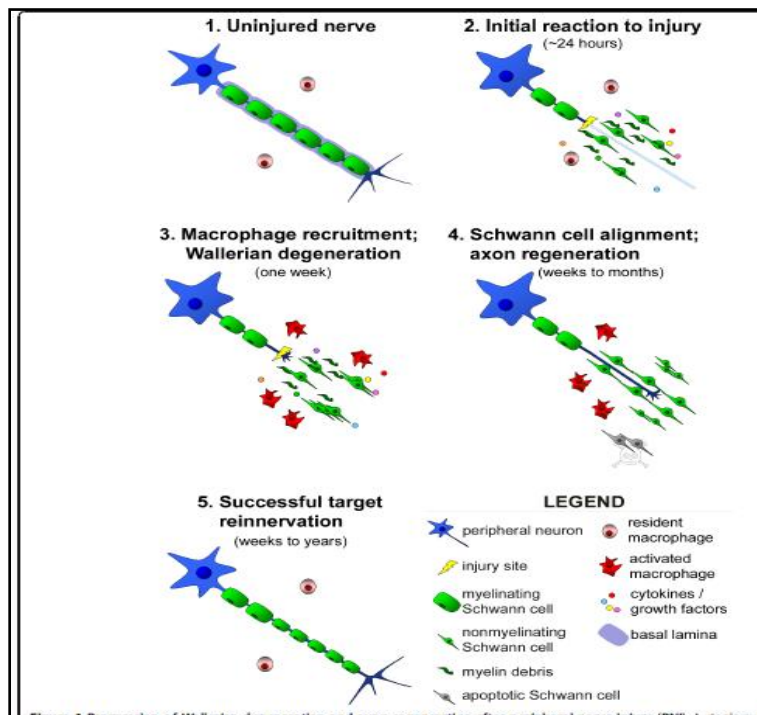 1. Uninjured nerve
2. Initial reaction to injury
(~24 hours)
3. Macrophage recruitment;
Wallerian degeneration
(one week)
4. Schwann cell alignment;
axon regeneration
(weeks to months)
5. Successful target
reinnervation
(weeks to years)
LEGEND
peripheral neuron
injury site
myelinating
Schwann cell
nonmyelinating
Schwann cell
myelin debris
apoptotic Schwann cell
resident
macrophage
activated
macrophage
cytokines /
growth factors
basal lamina